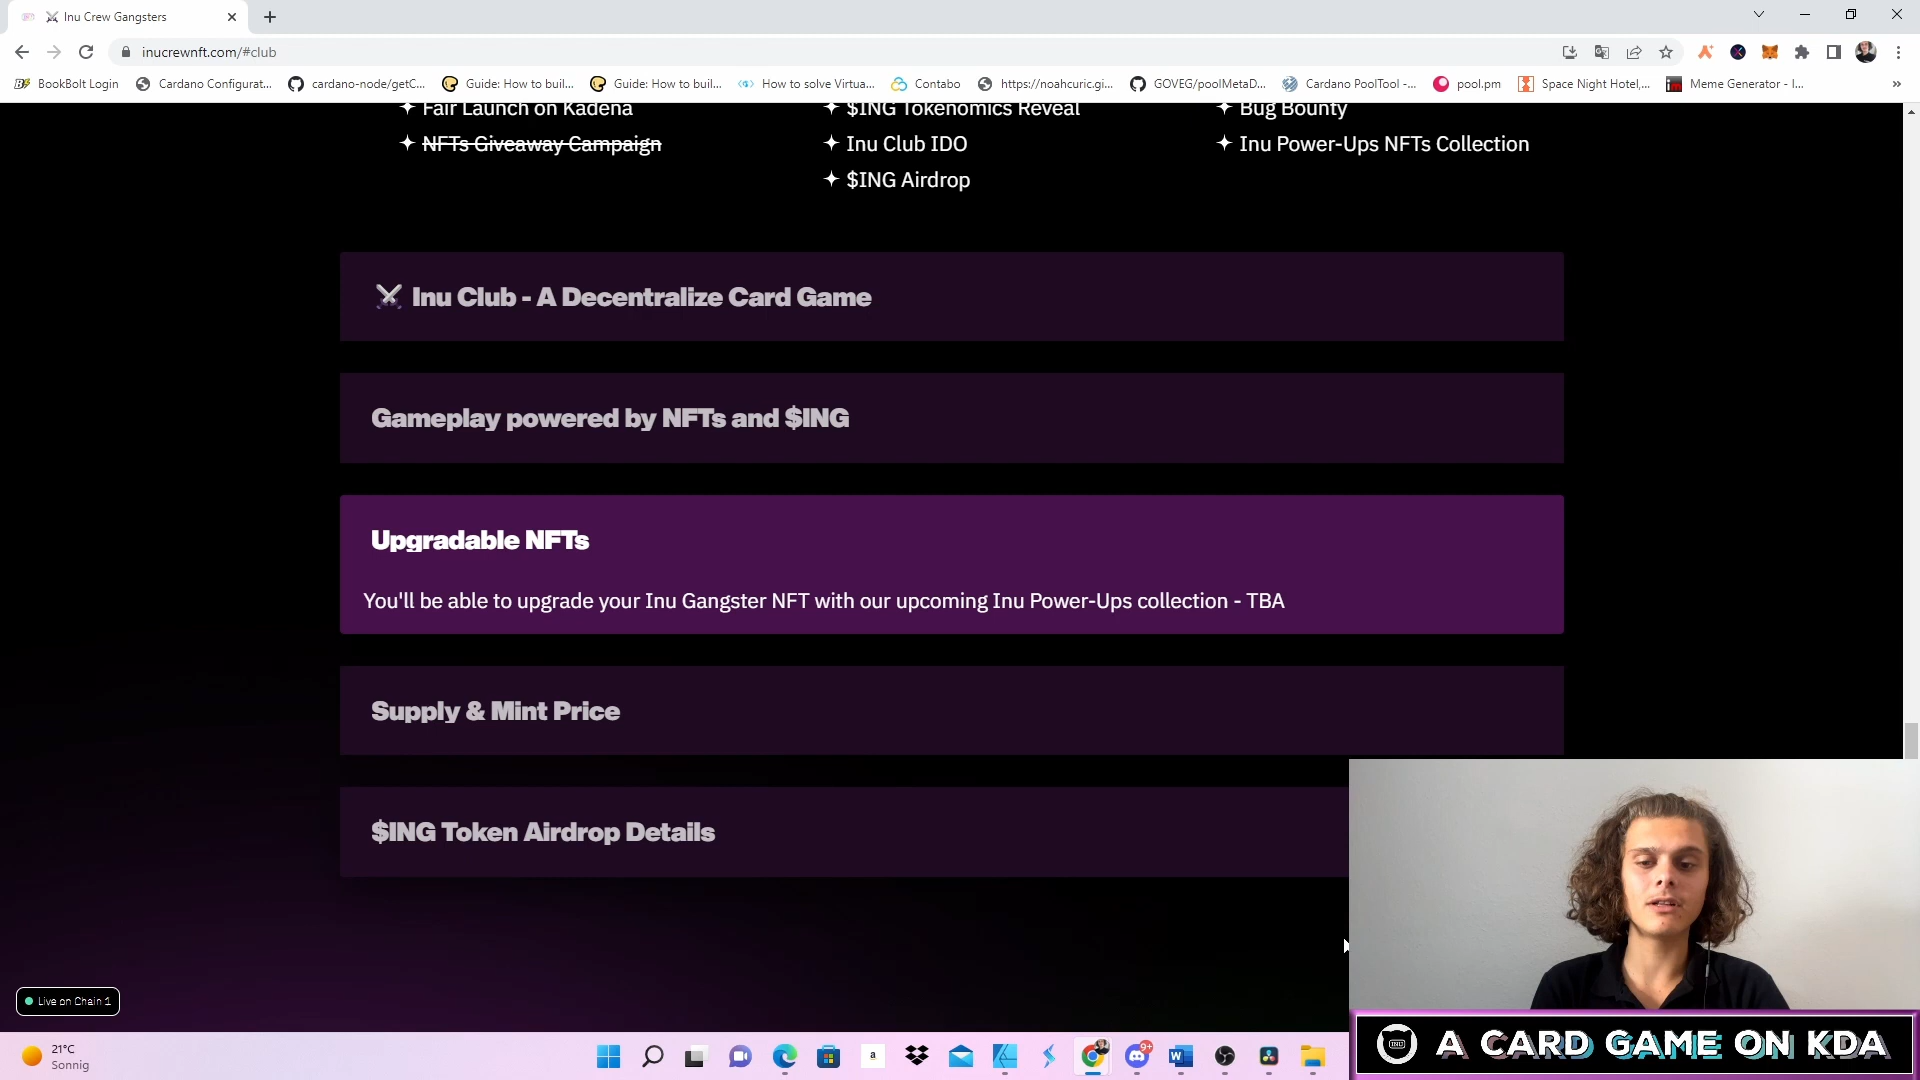 Inu Crew Gangsters
inucrewnft.com/#club
BookBolt Login
Cardano Configurat...
cardano-node/getC...
Guide: How to buil...
Guide: How to buil...
How to solve Virtua...
Contabo
https://noahcuric.gi...
GOVEG/poolMetaD...
Cardano PoolTool -...
pool.pm
Space Night Hotel,...
Meme Generator - I...
Fair Launch on Kadena
NFTs Giveaway Campaign
$ING Tokenomics Reveal
Inu Club IDO
$ING Airdrop
Bug Bounty
Inu Power-Ups NFTs Collection
Inu Club - A Decentralize Card Game
Gameplay powered by NFTs and $ING
Upgradable NFTs
You'll be able to upgrade your Inu Gangster NFT with our upcoming Inu Power-Ups collection - TBA
Supply & Mint Price
$ING Token Airdrop Details
Live on Chain 1
21°C
Sonnig
9+
INU
A CARD GAME ON KDA